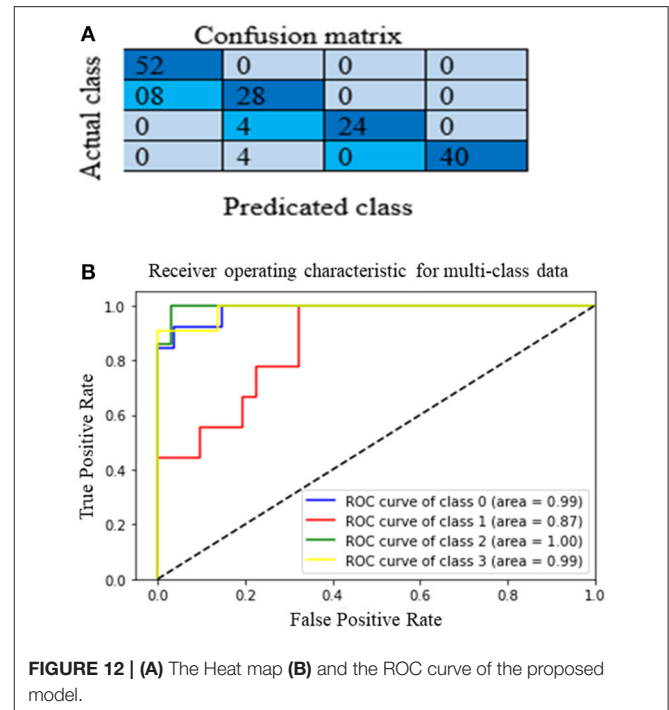 A
Confusion matrix
Actual class
52 0 0 0
08 28 0 0
0 4 24 0
0 4 0 40
Predicated class
B
Receiver operating characteristic for multi-class data
True Positive Rate
1.0
0.8
0.6
0.4
0.2
0.0
ROC curve of class 0 (area = 0.99)
ROC curve of class 1 (area = 0.87)
ROC curve of class 2 (area = 1.00)
ROC curve of class 3 (area = 0.99)
0.0 0.2 0.4 0.6 0.8 1.0
False Positive Rate
FIGURE 12 | (A) The Heat map (B) and the ROC curve of the proposed
model.